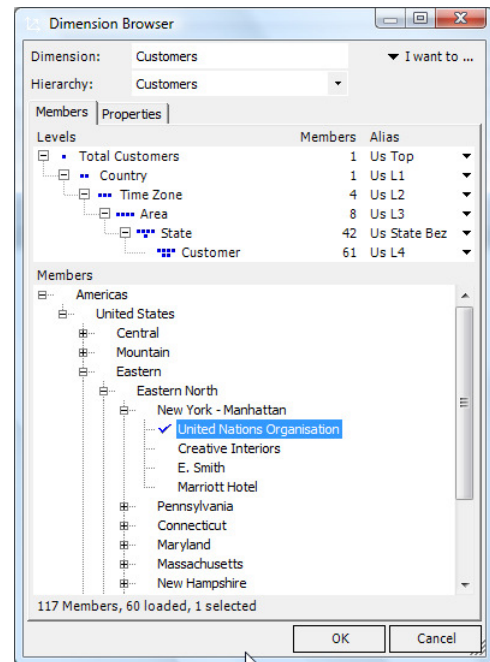 Dimension Browser
Dimension: Customers I want to ...
Hierarchy: Customers
Members Properties
Levels Members Alias
Total Customers 1 Us Top
Country 1 Us L1
Time Zone 4 Us L2
Area 8 Us L3
State 42 Us State Bez
Customer 61 Us L4
Members
Americas
United States
Central
Mountain
Eastern
Eastern North
New York - Manhattan
United Nations Organisation
Creative Interiors
E. Smith
Marriott Hotel
Pennsylvania
Connecticut
Maryland
Massachusetts
New Hampshire
117 Members, 60 loaded, 1 selected
OK Cancel